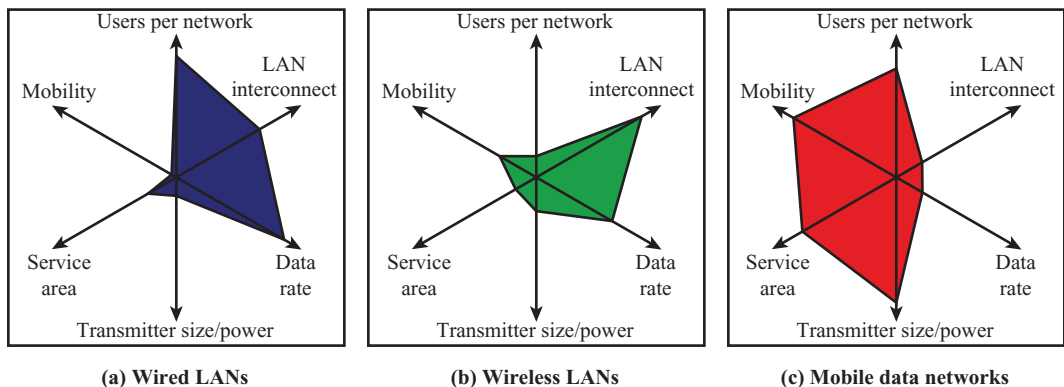 Users per network
LAN
interconnect
Mobility
Service
area
Data
rate
Transmitter size/power
(a) Wired LANs
Users per network
LAN
interconnect
Mobility
Service
area
Data
rate
Transmitter size/power
(b) Wireless LANs
Users per network
LAN
interconnect
Mobility
Service
area
Data
rate
Transmitter size/power
(c) Mobile data networks